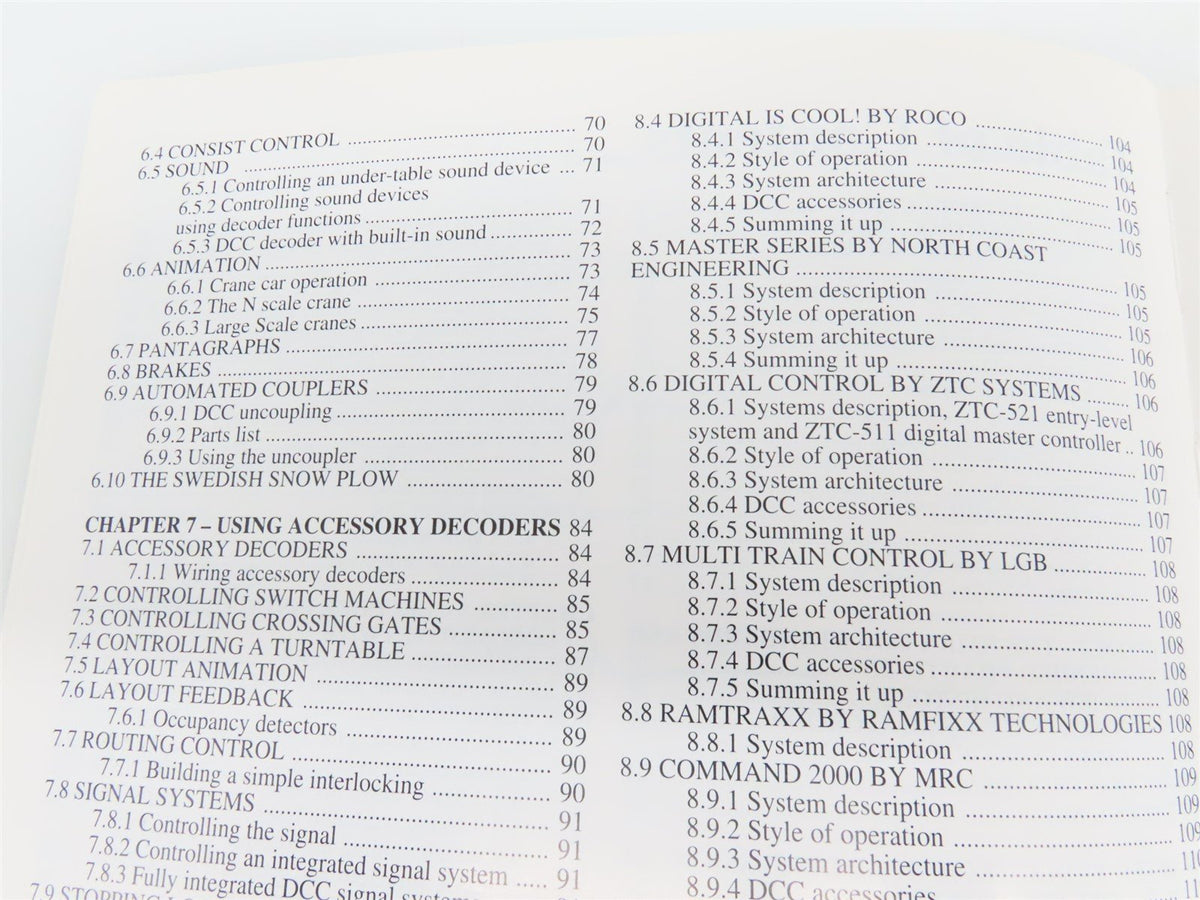 6.4 CONSIST CONTROL ........ 70
6.5 SOUND ........ 70
6.5.1 Controlling an under-table sound device ... 71
6.5.2 Controlling sound devices
using decoder functions ........ 71
6.5.3 DCC decoder with built-in sound ........ 72
6.6 ANIMATION ........ 73
6.6.1 Crane car operation ........ 73
6.6.2 The N scale crane ........ 74
6.6.3 Large Scale cranes ........ 75
6.7 PANTAGRAPHS ........ 77
6.8 BRAKES ........ 78
6.9 AUTOMATED COUPLERS ........ 79
6.9.1 DCC uncoupling ........ 79
6.9.2 Parts list ........ 80
6.9.3 Using the uncoupler ........ 80
6.10 THE SWEDISH SNOW PLOW ........ 80
CHAPTER 7 – USING ACCESSORY DECODERS 84
7.1 ACCESSORY DECODERS ........ 84
7.1.1 Wiring accessory decoders ........ 84
7.2 CONTROLLING SWITCH MACHINES ........ 85
7.3 CONTROLLING CROSSING GATES ........ 85
7.4 CONTROLLING A TURNTABLE ........ 87
7.5 LAYOUT ANIMATION ........ 89
7.6 LAYOUT FEEDBACK ........ 89
7.6.1 Occupancy detectors ........ 89
7.7 ROUTING CONTROL ........ 90
7.7.1 Building a simple interlocking ........ 90
7.8 SIGNAL SYSTEMS ........ 91
7.8.1 Controlling the signal ........ 91
7.8.2 Controlling an integrated signal system ..... 91
7.8.3 Fully integrated DCC signal
7.9 STOPPING
8.4 DIGITAL IS COOL! BY ROCO ........ 104
8.4.1 System description ........ 104
8.4.2 Style of operation ........ 104
8.4.3 System architecture ........ 105
8.4.4 DCC accessories ........ 105
8.4.5 Summing it up ........ 105
8.5 MASTER SERIES BY NORTH COAST
ENGINEERING ........ 105
8.5.1 System description ........ 105
8.5.2 Style of operation ........ 105
8.5.3 System architecture ........ 106
8.5.4 Summing it up ........ 106
8.6 DIGITAL CONTROL BY ZTC SYSTEMS ........ 106
8.6.1 Systems description, ZTC-521 entry-level
system and ZTC-511 digital master controller .. 106
8.6.2 Style of operation ........ 107
8.6.3 System architecture ........ 107
8.6.4 DCC accessories ........ 107
8.6.5 Summing it up ........ 107
8.7 MULTI TRAIN CONTROL BY LGB ........ 108
8.7.1 System description ........ 108
8.7.2 Style of operation ........ 108
8.7.3 System architecture ........ 108
8.7.4 DCC accessories ........ 108
8.7.5 Summing it up ........ 108
8.8 RAMTRAXX BY RAMFIXX TECHNOLOGIES 108
8.8.1 System description ........ 108
8.9 COMMAND 2000 BY MRC ........ 109
8.9.1 System description ........ 109
8.9.2 Style of operation ........ 109
8.9.3 System architecture ........
8.9.4 DCC accessories